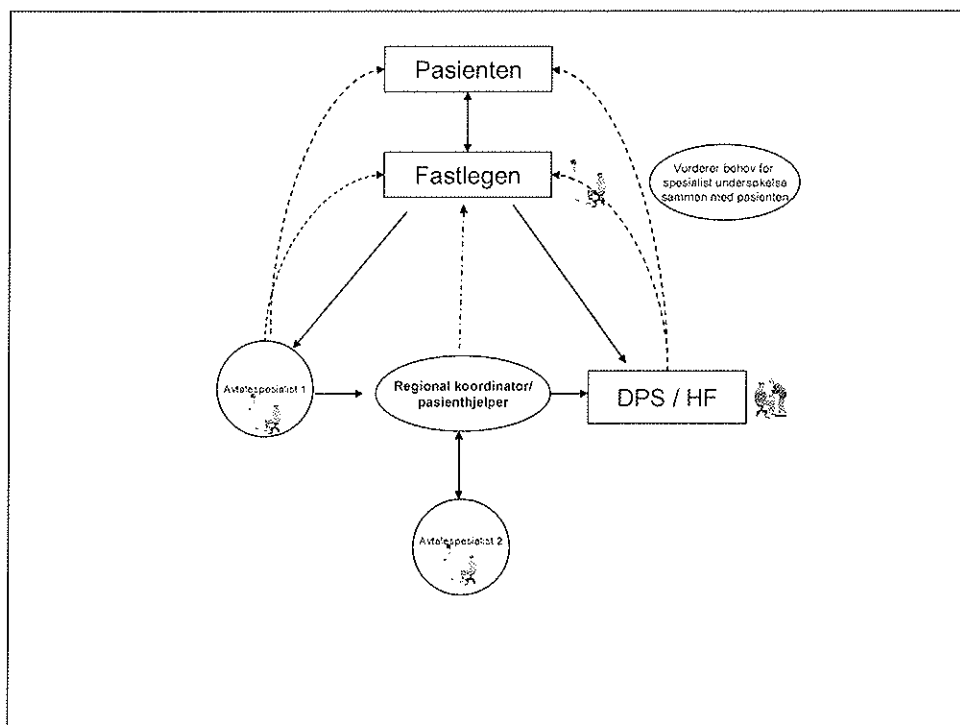 Pasienten
Fastlegen
Vurderer behov for
spesialist undersøkelse
sammen med pasienten
Avtalespesialist 1
Regional koordinator/
pasienthjelper
DPS / HF
Avtalespesialist 2